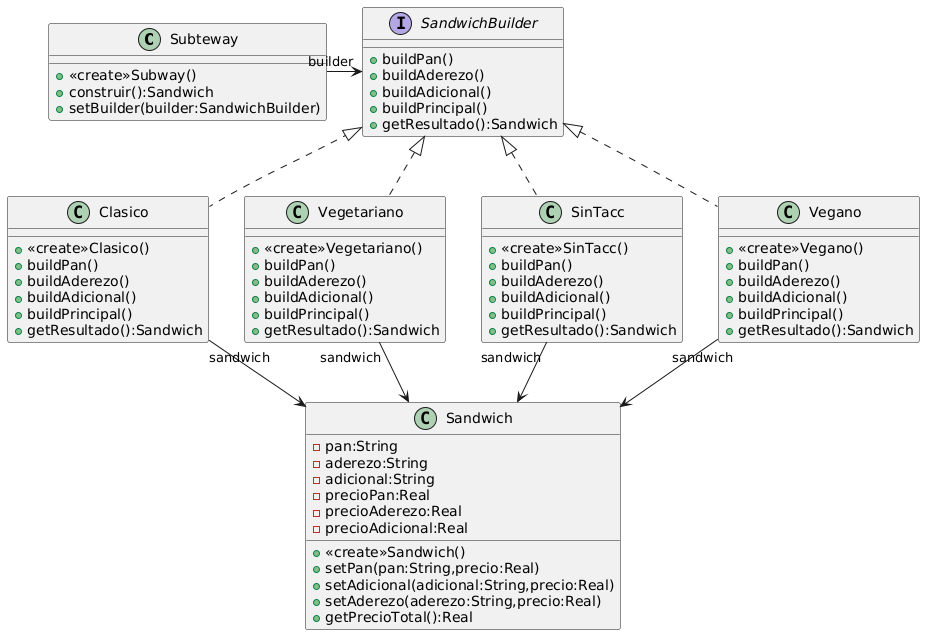 C Subteway
+ «create»Subway()
+ construir():Sandwich
+ setBuilder(builder:SandwichBuilder)
builder
I SandwichBuilder
buildPan()
buildAderezo()
buildAdicional()
buildPrincipal()
getResultado():Sandwich
C Clasico
«create»Clasico()
buildPan()
buildAderezo()
buildAdicional()
buildPrincipal()
getResultado():Sandwich
C Vegetariano
«create»Vegetariano()
buildPan()
buildAderezo()
buildAdicional()
buildPrincipal()
getResultado():Sandwich
C SinTacc
«create»SinTacc()
buildPan()
buildAderezo()
buildAdicional()
buildPrincipal()
getResultado():Sandwich
C Vegano
«create»Vegano()
buildPan()
buildAderezo()
buildAdicional()
buildPrincipal()
getResultado():Sandwich
sandwich
sandwich
sandwich
sandwich
C Sandwich
pan:String
aderezo:String
adicional:String
precioPan:Real
precioAderezo:Real
precioAdicional:Real
«create»Sandwich()
setPan(pan:String,precio:Real)
setAdicional(adicional:String,precio:Real)
setAderezo(aderezo:String,precio:Real)
getPrecioTotal():Real